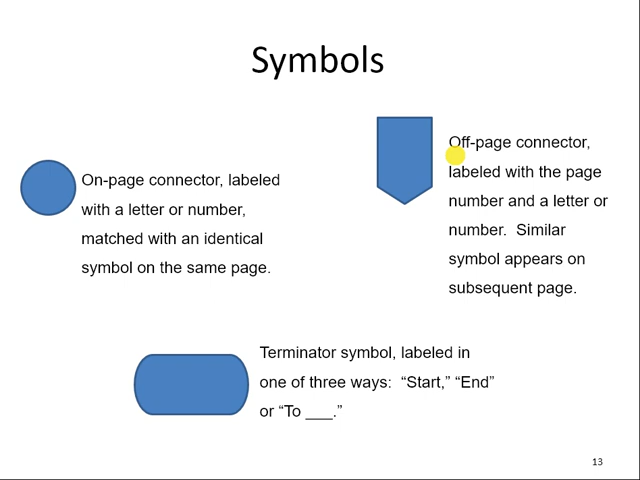 Symbols
On-page connector, labeled
with a letter or number,
matched with an identical
symbol on the same page.
Off-page connector,
labeled with the page
number and a letter or
number.  Similar
symbol appears on
subsequent page.
Terminator symbol, labeled in
one of three ways:  “Start,” “End”
or “To ___.”
13